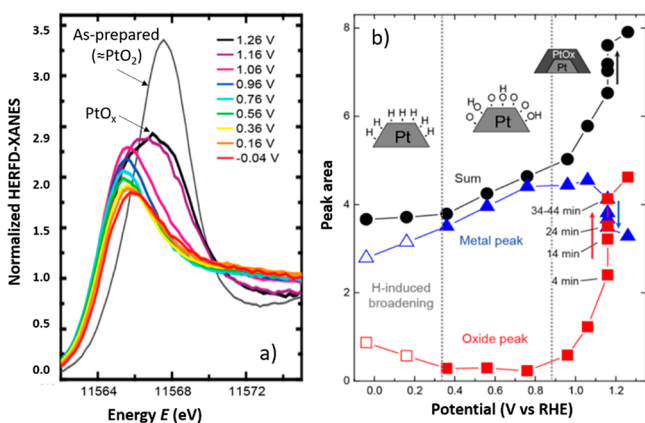 As-prepared
(≈PtO2)
PtOx
1.26 V
1.16 V
1.06 V
0.96 V
0.76 V
0.56 V
0.36 V
0.16 V
-0.04 V
3.5
3.0
2.9
2.0
1.5
1.0
0.5
0.0
Normalized HERFD-XANES
a)
11564
11568
11572
Energy E (eV)
b)
8
6
4
2
0
Peak area
H H H
H H
Pt
H H H
O O O
H O O H
Pt
PtOx
Pt
Sum
Metal peak
H-induced
broadening
Oxide peak
34-44 min
24 min
14 min
4 min
0.0
0.2
0.4
0.6
0.8
1.0
1.2
1.4
Potential (V vs RHE)